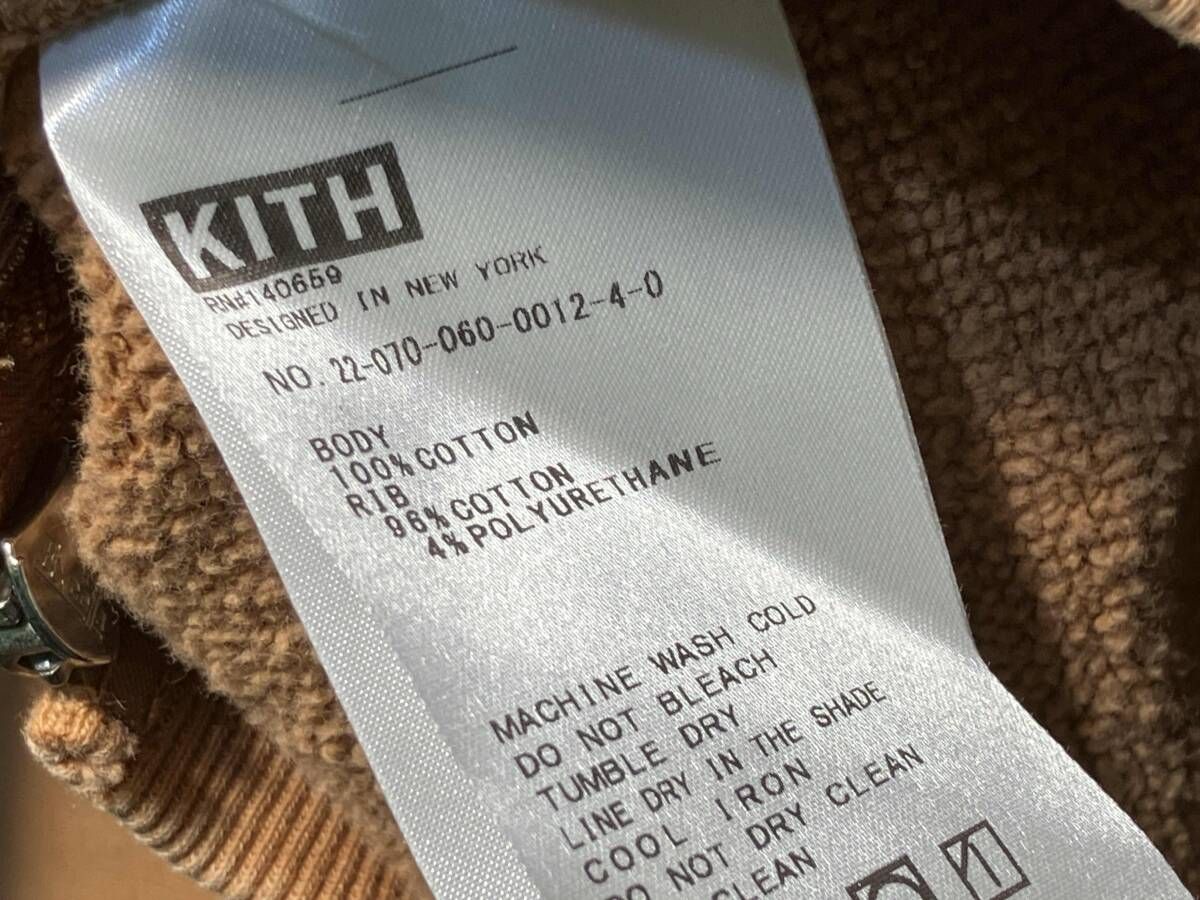 KITH
RN#140659
DESIGNED IN NEW YORK
NO. 22-070-060-0012-4-0
BODY
100% COTTON
RIB
96% COTTON
4% POLYURETHANE
MACHINE WASH COLD
DO NOT BLEACH
TUMBLE DRY
LINE DRY IN THE SHADE
COOL IRON
DO NOT DRY CLEAN
CLEAN